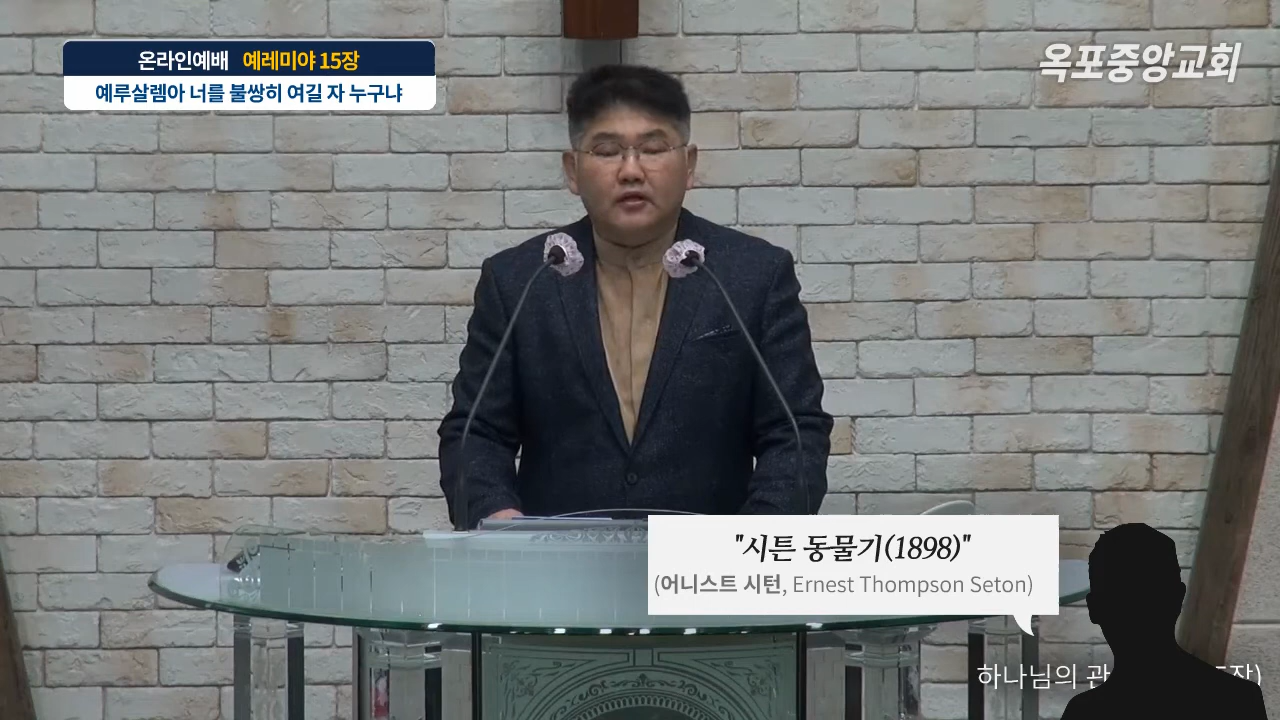 온라인예배 예레미야 15장
예루살렘아 너를 불쌍히 여길 자 누구냐
옥포중앙교회
"시튼 동물기(1898)"
(어니스트 시턴, Ernest Thompson Seton)
하나님의 관
장)